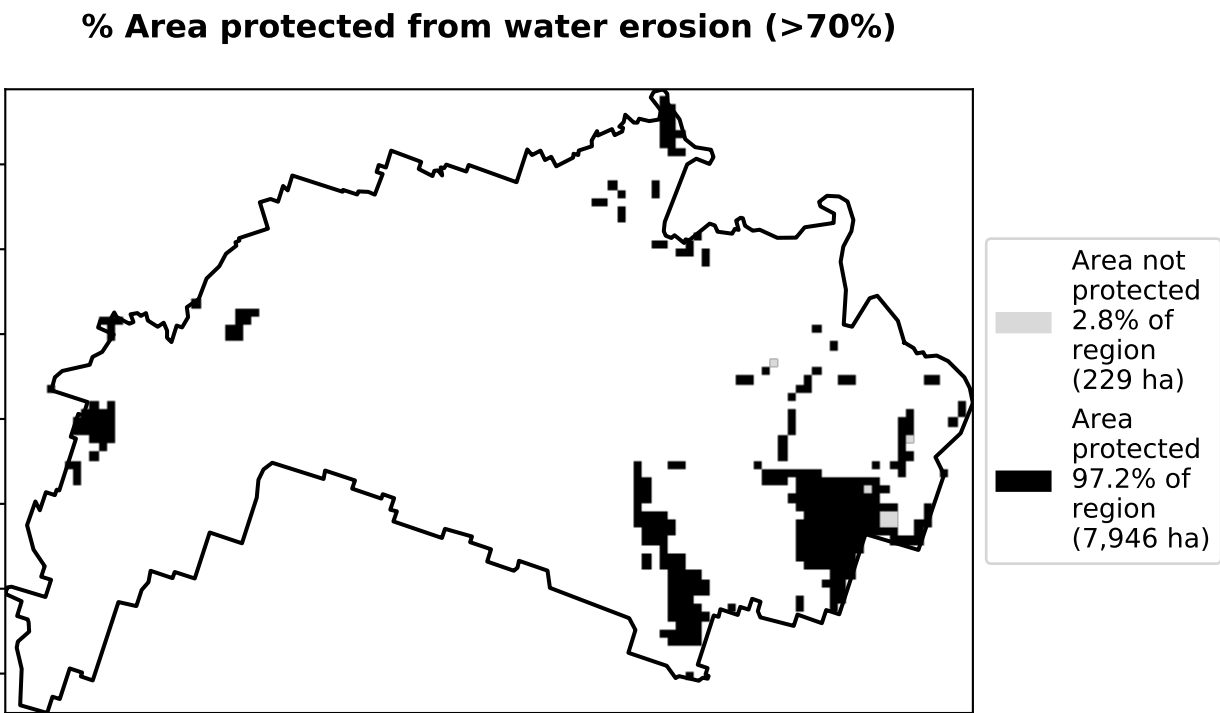 % Area protected from water erosion (>70%)
Area not
protected
2.8% of
region
(229 ha)
Area
protected
97.2% of
region
(7,946 ha)